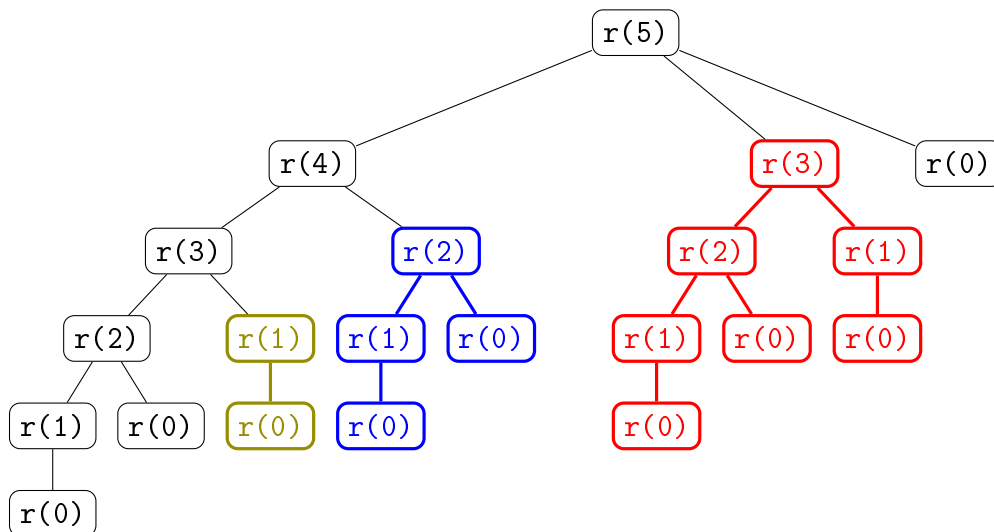 r(5)
r(4) r(3) r(0)
r(3) r(2) r(2) r(1)
r(2) r(1) r(1) r(0) r(1) r(0) r(0)
r(1) r(0) r(0) r(0) r(0)
r(0)